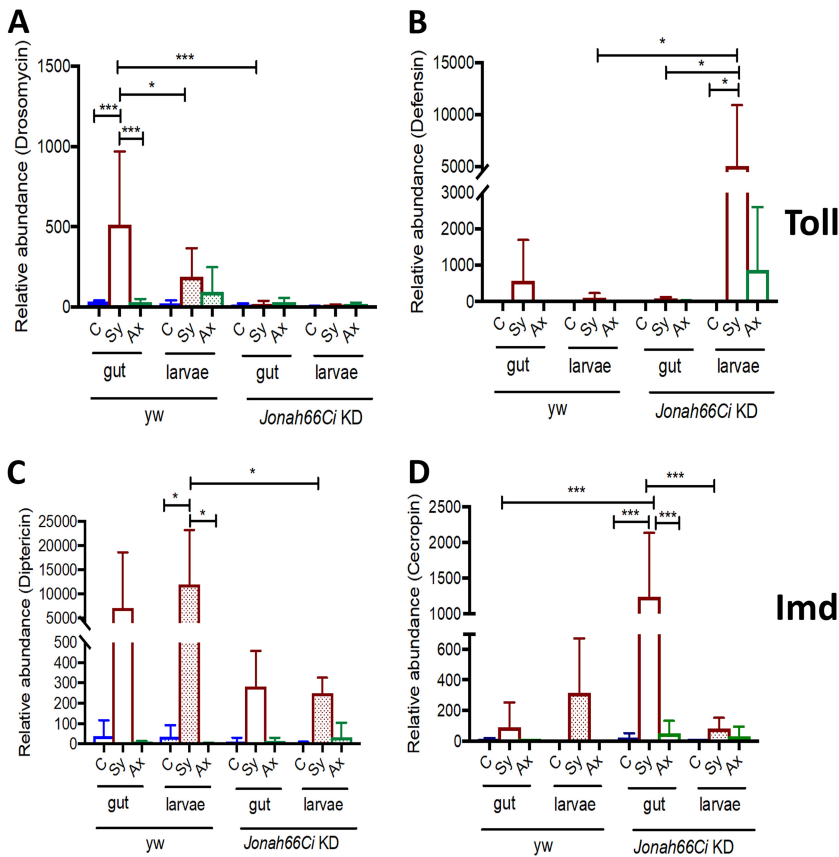 A
Relative abundance (Drosomycin)
1500
1000
500
0
***
*
***
***
C Sy Ax C Sy Ax C Sy Ax C Sy Ax
gut larvae gut larvae
yw Jonah66Ci KD
B
Relative abundance (Defensin)
15000
10000
5000
3000
2000
1000
0
*
*
*
C Sy Ax C Sy Ax C Sy Ax C Sy Ax
gut larvae gut larvae
yw Jonah66Ci KD
Toll
C
Relative abundance (Diptericin)
25000
20000
15000
10000
5000
500
400
300
200
100
0
*
*
*
C Sy Ax C Sy Ax C Sy Ax C Sy Ax
gut larvae gut larvae
yw Jonah66Ci KD
D
Relative abundance (Cecropin)
2500
2000
1500
1000
600
400
200
0
***
***
***
***
C Sy Ax C Sy Ax C Sy Ax C Sy Ax
gut larvae gut larvae
yw Jonah66Ci KD
Imd